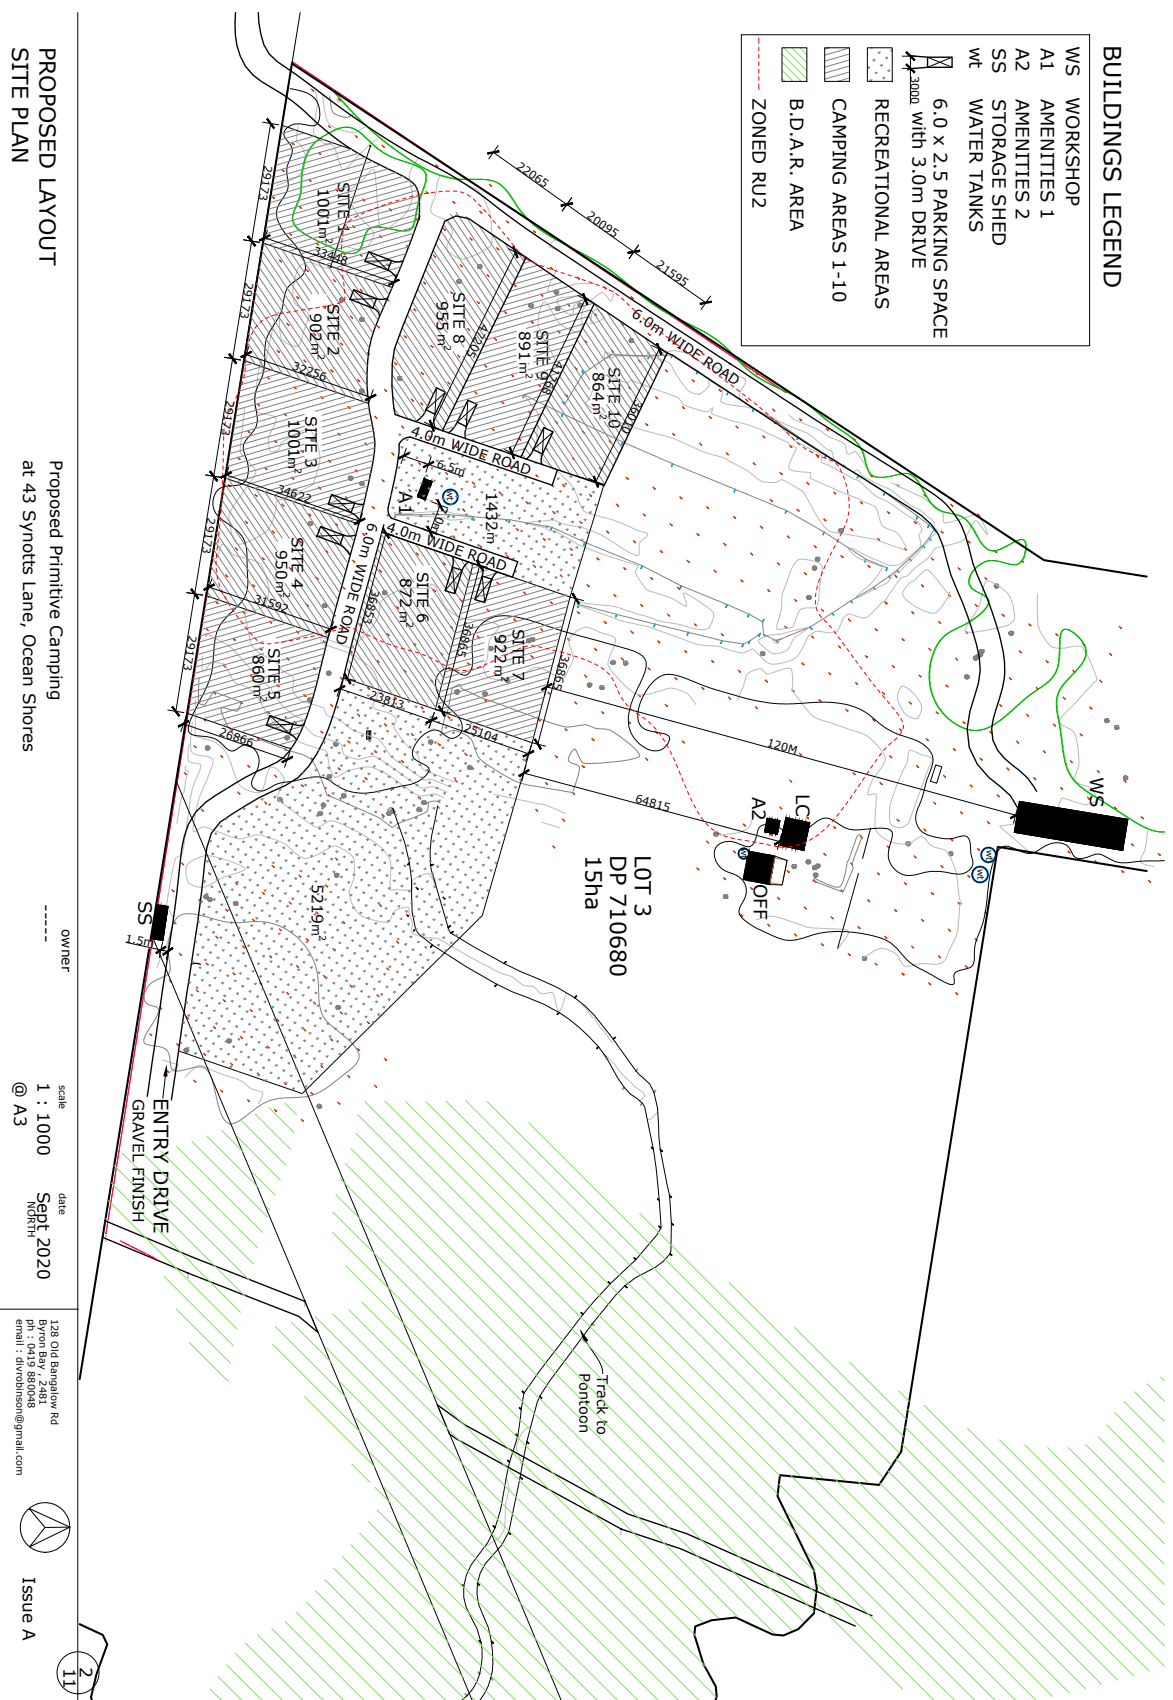 BUILDINGS LEGEND
WS WORKSHOP
A1 AMENITIES 1
A2 AMENITIES 2
SS STORAGE SHED
wt WATER TANKS
6.0 x 2.5 PARKING SPACE
with 3.0m DRIVE
3000
RECREATIONAL AREAS
CAMPING AREAS 1-10
B.D.A.R. AREA
ZONED RU2
22065
20095
21595
6.0m WIDE ROAD
SITE 1
1001m²
33448
SITE 2
902m²
32256
SITE 3
1001m²
34622
SITE 4
950m²
31592
SITE 5
860m²
26866
29173
29173
29173
29173
29173
SITE 8
955m²
47205
SITE 9
891m²
41768
SITE 10
864m²
36010
4.0m WIDE ROAD
6.5m
wt
A1
1432m
4.0m WIDE ROAD
6.0m WIDE ROAD
SITE 6
872m²
36853
36865
SITE 7
922m²
36865
23813
25104
120M
64815
WS
wt
wt
LC
A2
wt
OFF
LOT 3
DP 710680
15ha
5219m²
SS
1.5m
ENTRY DRIVE
GRAVEL FINISH
Track to
Pontoon
PROPOSED LAYOUT
SITE PLAN
Proposed Primitive Camping
at 43 Synotts Lane, Ocean Shores
owner
-----
scale
1 : 1000
@ A3
date
Sept 2020
NORTH
128 Old Bangalow Rd
Byron Bay , 2481
ph : 0419 880048
email : divrobinson@gmail.com
Issue A
2
11